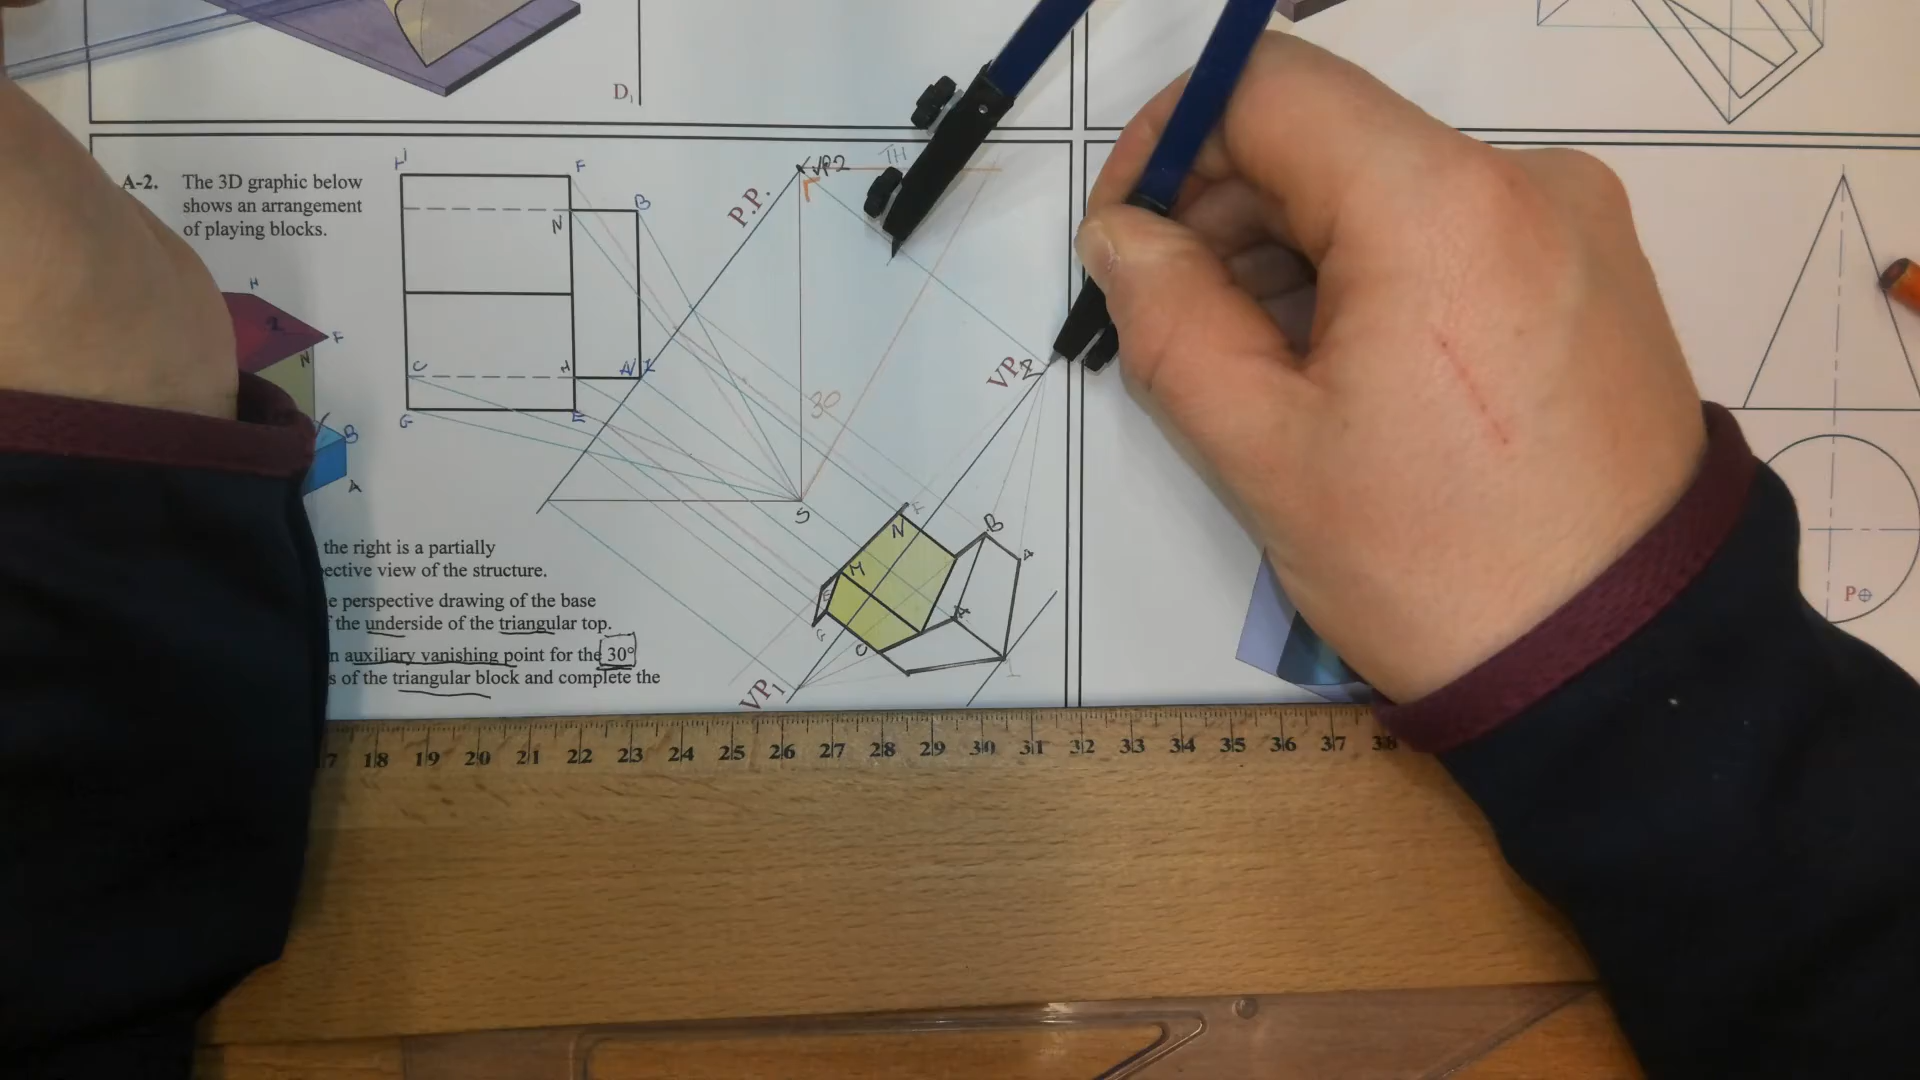 D₁
A-2. The 3D graphic below
shows an arrangement
of playing blocks.
the right is a partially
ective view of the structure.
e perspective drawing of the base
f the underside of the triangular top.
n auxiliary vanishing point for the 30°
s of the triangular block and complete the
F
N
B
C
G
E
P.P.
VP2
TH
30
S
VP2
H
F
N
B
A
N
F
M
B
A
E
G
C
A
VP₁
P
7 18 19 20 21 22 23 24 25 26 27 28 29 30 31 32 33 34 35 36 37 38